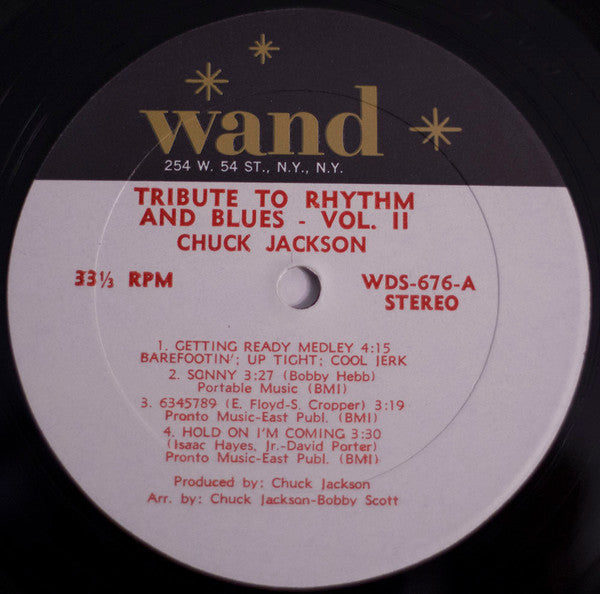 wand
254 W. 54 ST., N.Y., N.Y.
TRIBUTE TO RHYTHM
AND BLUES - VOL. II
CHUCK JACKSON
33⅓ RPM
WDS-676-A
STEREO
1. GETTING READY MEDLEY 4:15
BAREFOOTIN'; UP TIGHT; COOL JERK
2. SONNY 3:27 (Bobby Hebb)
Portable Music (BMI)
3. 6345789 (E. Floyd-S. Cropper) 3:19
Pronto Music-East Publ. (BMI)
4. HOLD ON I'M COMING 3:30
(Isaac Hayes, Jr.-David Porter)
Pronto Music-East Publ. (BMI)
Produced by: Chuck Jackson
Arr. by: Chuck Jackson-Bobby Scott